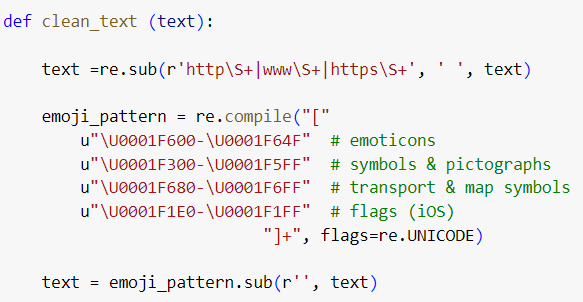 def clean_text (text):
text =re.sub(r'http\S+|www\S+|https\S+', ' ', text)
emoji_pattern = re.compile("["
u"\U0001F600-\U0001F64F"  # emoticons
u"\U0001F300-\U0001F5FF"  # symbols & pictographs
u"\U0001F680-\U0001F6FF"  # transport & map symbols
u"\U0001F1E0-\U0001F1FF"  # flags (iOS)
"]+", flags=re.UNICODE)
text = emoji_pattern.sub(r'', text)